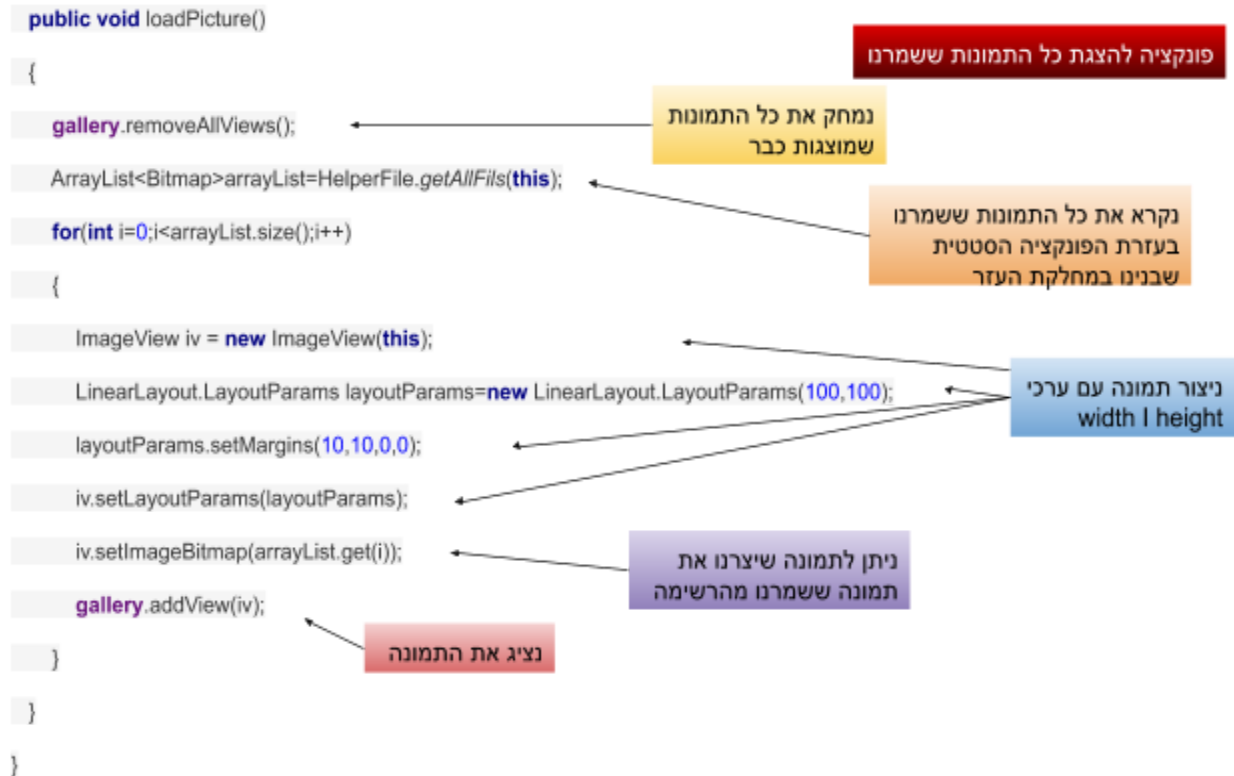 public void loadPicture()
פונקציה להצגת כל התמונות ששמרנו
{
נמחק את כל התמונות
שמוצגות כבר
gallery.removeAllViews();
ArrayList<Bitmap>arrayList=HelperFile.getAllFils(this);
נקרא את כל התמונות ששמרנו
בעזרת הפונקציה הסטטית
שבנינו במחלקת העזר
for(int i=0;i<arrayList.size();i++)
{
ImageView iv = new ImageView(this);
LinearLayout.LayoutParams layoutParams=new LinearLayout.LayoutParams(100,100);
ניצור תמונה עם ערכי
width I height
layoutParams.setMargins(10,10,0,0);
iv.setLayoutParams(layoutParams);
iv.setImageBitmap(arrayList.get(i));
ניתן לתמונה שיצרנו את
תמונה ששמרנו מהרשימה
gallery.addView(iv);
נציג את התמונה
}
}
}